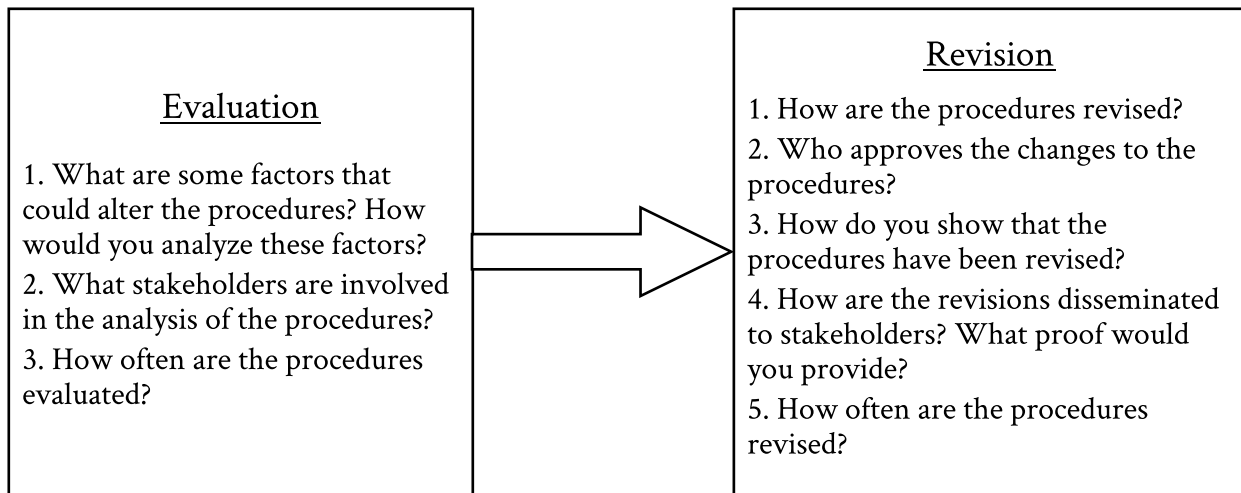 Evaluation
1. What are some factors that
could alter the procedures? How
would you analyze these factors?
2. What stakeholders are involved
in the analysis of the procedures?
3. How often are the procedures
evaluated?
Revision
1. How are the procedures revised?
2. Who approves the changes to the
procedures?
3. How do you show that the
procedures have been revised?
4. How are the revisions disseminated
to stakeholders? What proof would
you provide?
5. How often are the procedures
revised?